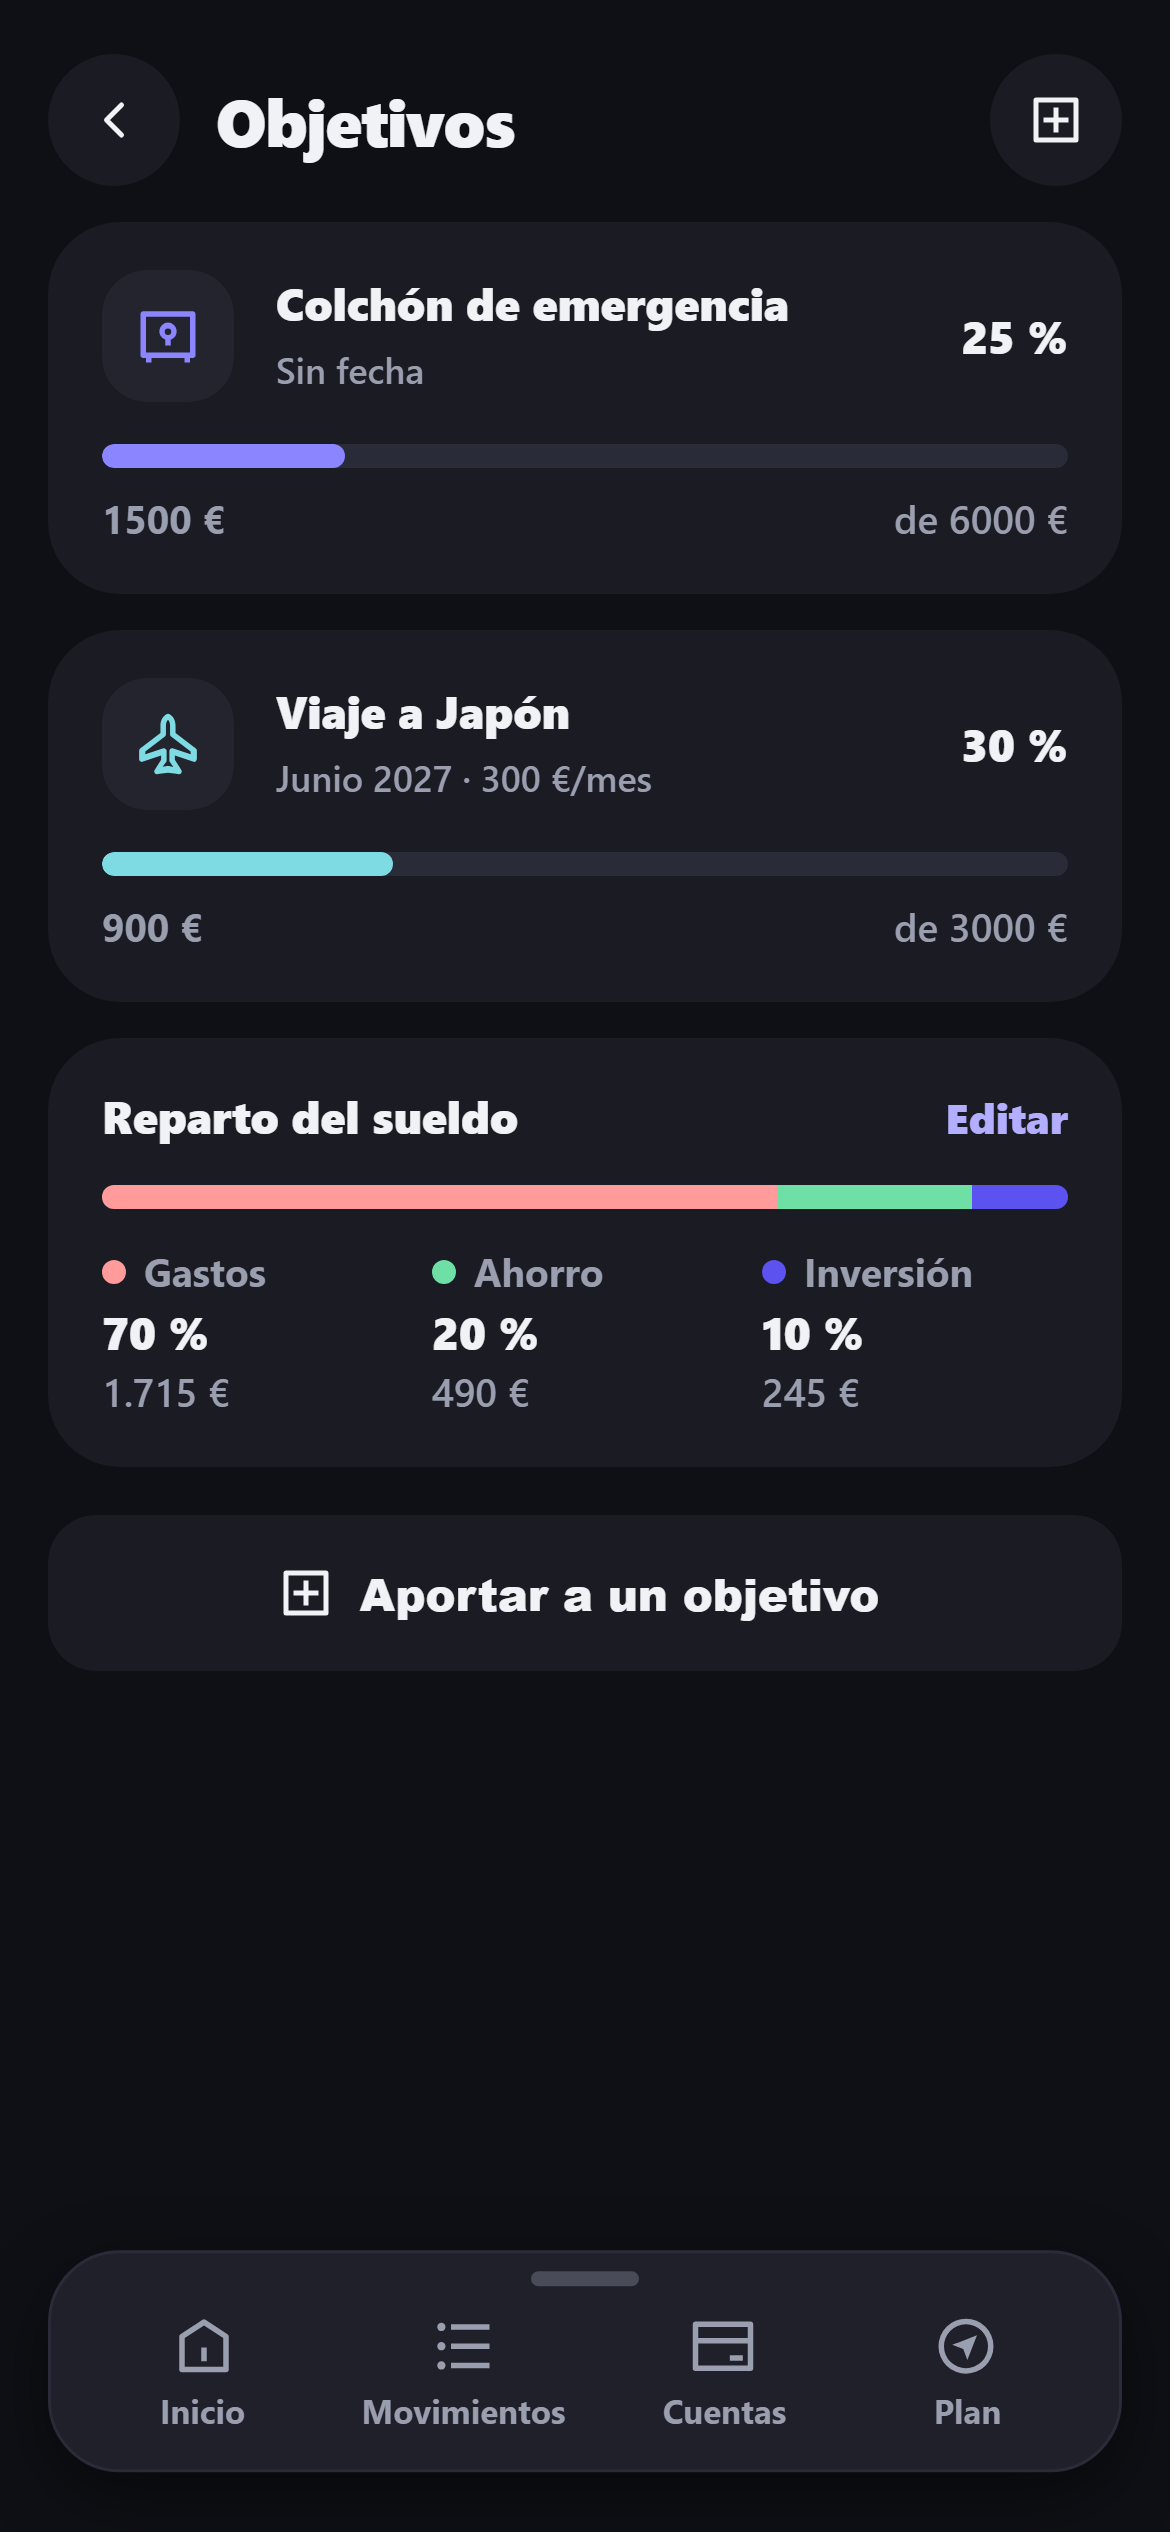 Objetivos
Colchón de emergencia
Sin fecha
25 %
1500 €
de 6000 €
Viaje a Japón
Junio 2027 · 300 €/mes
30 %
900 €
de 3000 €
Reparto del sueldo
Editar
Gastos
70 %
1.715 €
Ahorro
20 %
490 €
Inversión
10 %
245 €
Aportar a un objetivo
Inicio
Movimientos
Cuentas
Plan